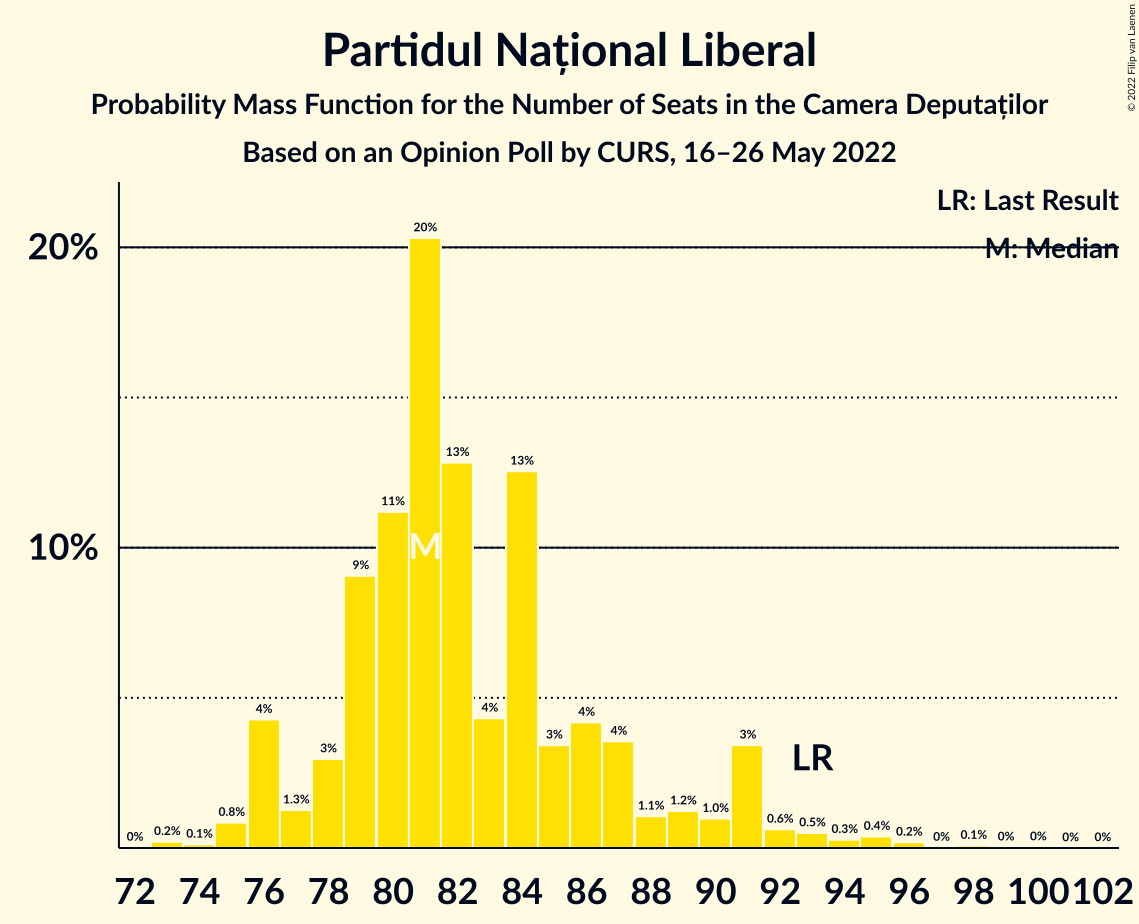 Partidul Național Liberal
Probability Mass Function for the Number of Seats in the Camera Deputaților
Based on an Opinion Poll by CURS, 16–26 May 2022
© 2022 Filip van Laenen
LR: Last Result
M: Median
20%
10%
0% 0.2% 0.1% 0.8% 4% 1.3% 3% 9% 11% 20% 13% 4% 13% 3% 4% 4% 1.1% 1.2% 1.0% 3% 0.6% 0.5% 0.3% 0.4% 0.2% 0% 0.1% 0% 0% 0% 0%
M
LR
72 74 76 78 80 82 84 86 88 90 92 94 96 98 100 102